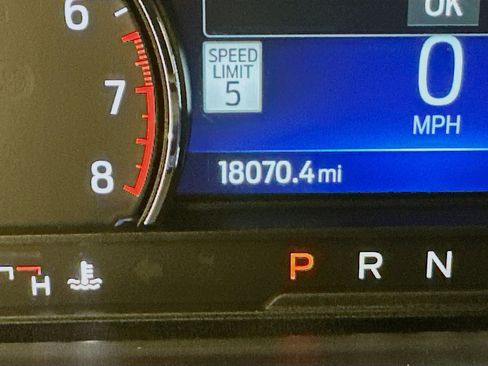 6
OK
SPEED
LIMIT
5
0
MPH
7
18070.4 mi
8
H
P R N